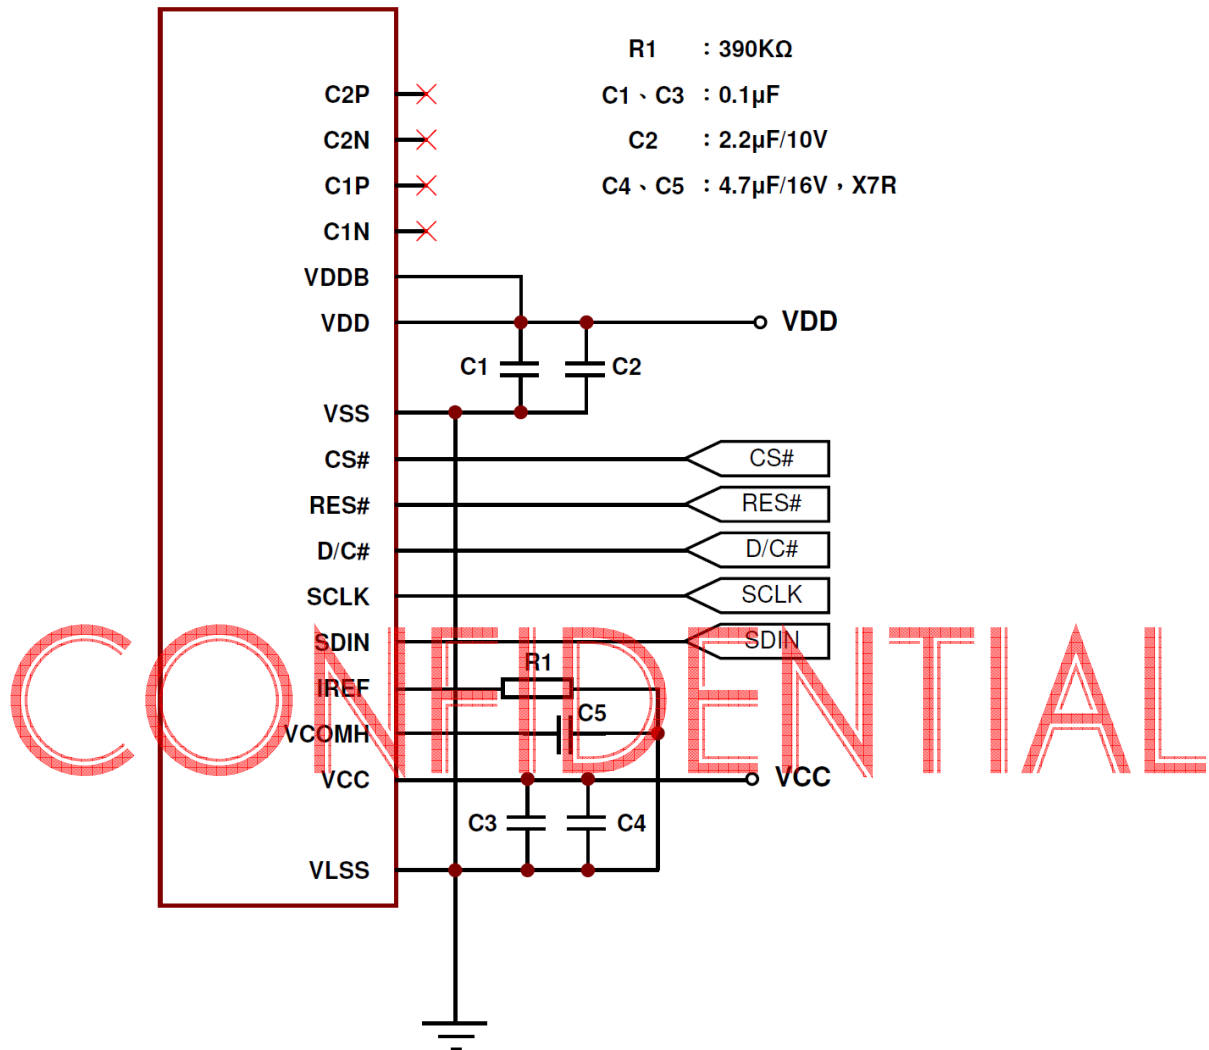 R1 : 390KΩ
C1、C3 : 0.1µF
C2 : 2.2µF/10V
C4、C5 : 4.7µF/16V，X7R
C2P
C2N
C1P
C1N
VDDB
VDD
VDD
C1
C2
VSS
CS#
CS#
RES#
RES#
D/C#
D/C#
SCLK
SCLK
SDIN
SDIN
R1
IREF
C5
VCOMH
VCC
VCC
C3
C4
VLSS
CONFIDENTIAL